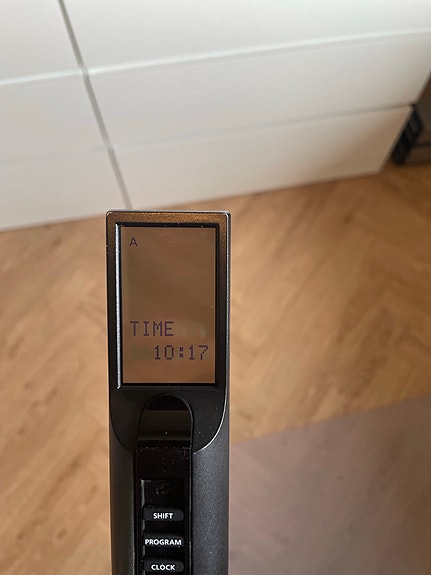 A
TIME
10:17
SHIFT
PROGRAM
CLOCK